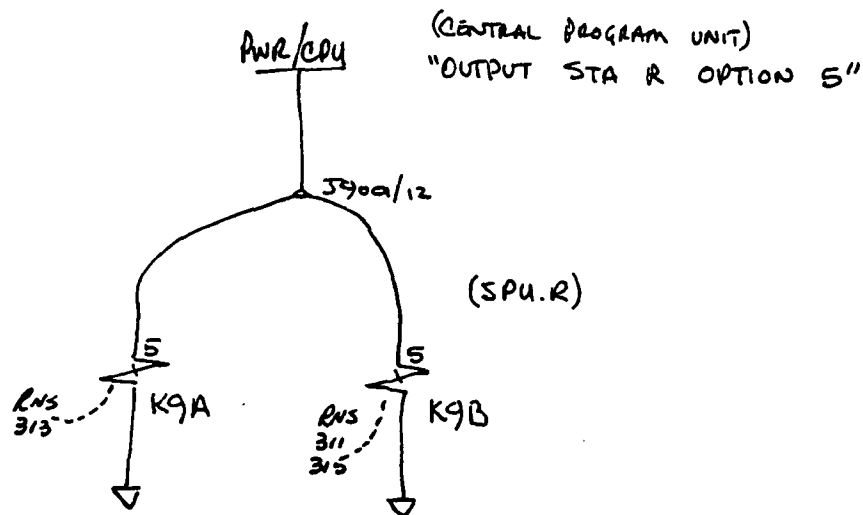 (CENTRAL PROGRAM UNIT)
PWR/CPU
"OUTPUT STA R OPTION 5"
J909/12
(SPU.R)
5
5
RNS
313
K9A
RNS
311
315
K9B